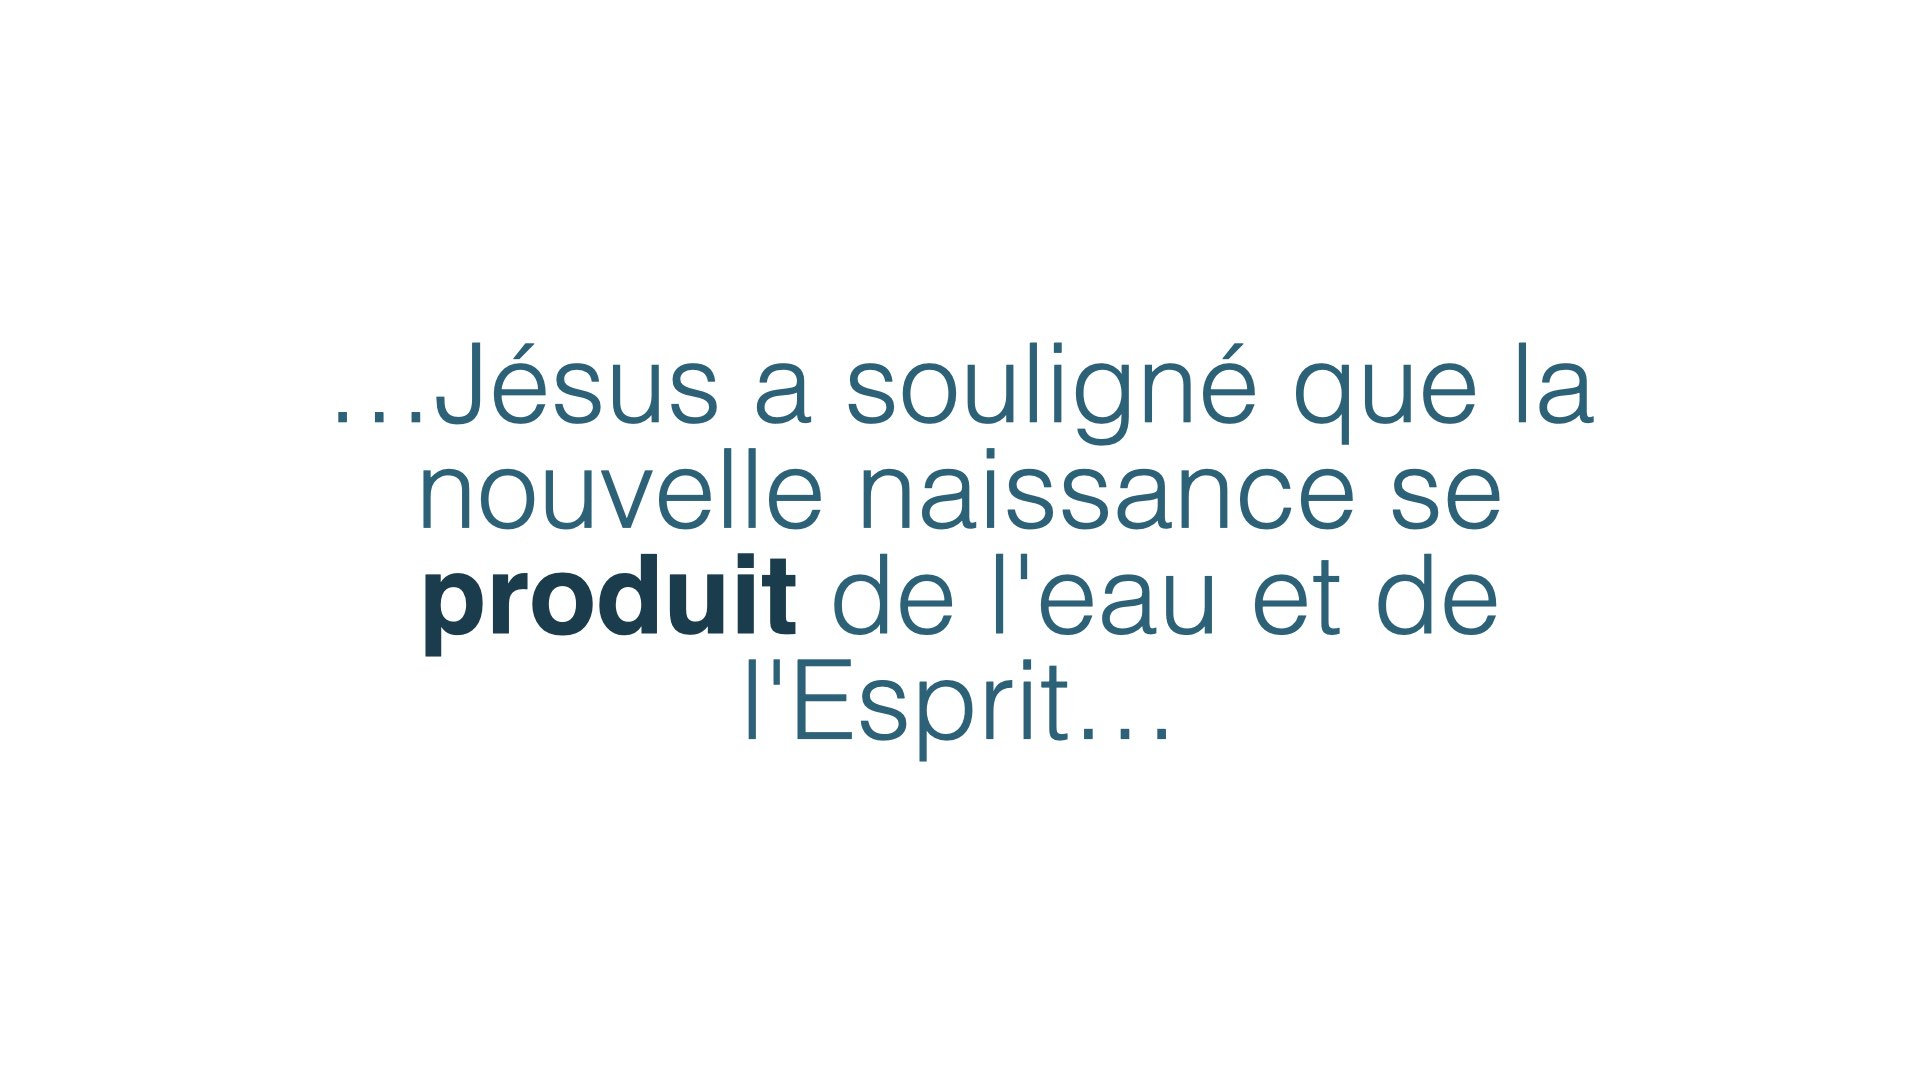 …Jésus a souligné que la
nouvelle naissance se
produit de l'eau et de
l'Esprit…